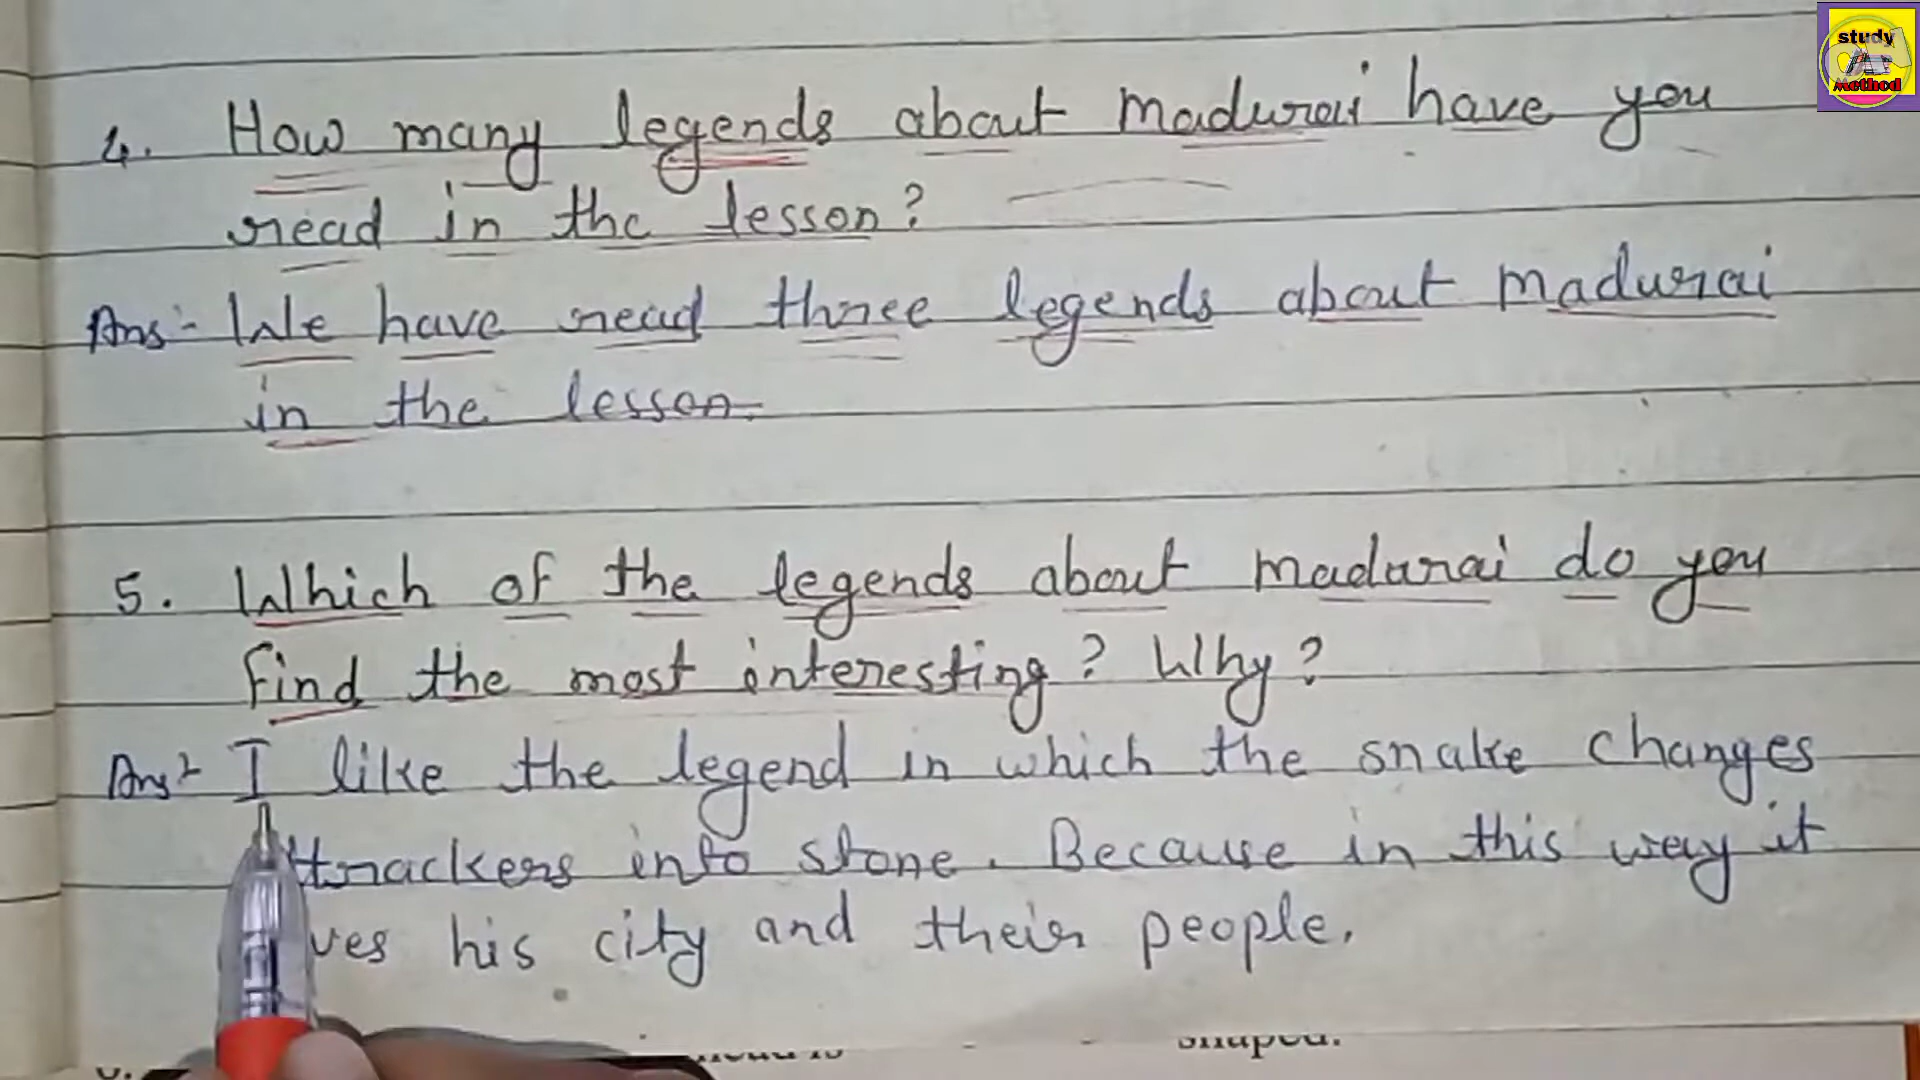 study
Art
Method
4. How many legends about Madurai have you
read in the lesson?
Ans:- We have read three legends about Madurai
in the lesson.
5. Which of the legends about Madurai do you
find the most interesting? Why?
Ans:- I like the legend in which the snake changes
ttrackers into stone. Because in this way it
ves his city and their people.
shaped.